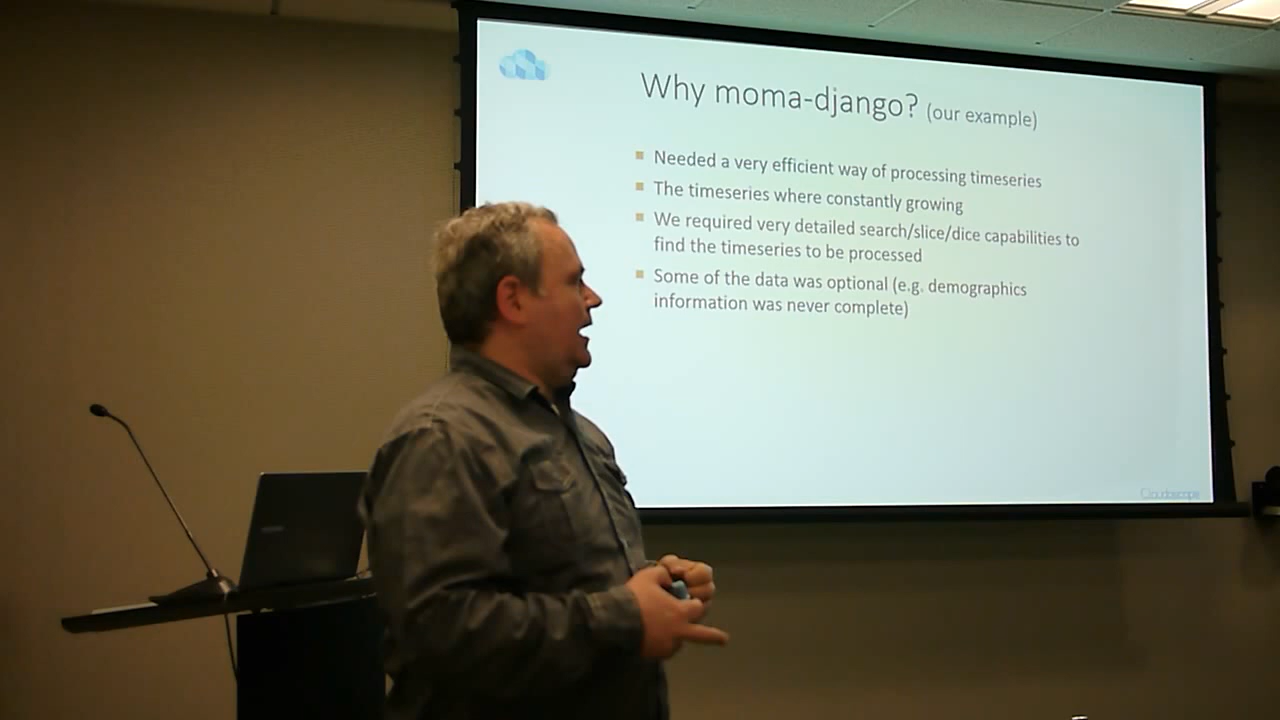 Why moma-django? (our example)
Needed a very efficient way of processing timeseries
The timeseries where constantly growing
We required very detailed search/slice/dice capabilities to
find the timeseries to be processed
Some of the data was optional (e.g. demographics
information was never complete)
Cloudoscope